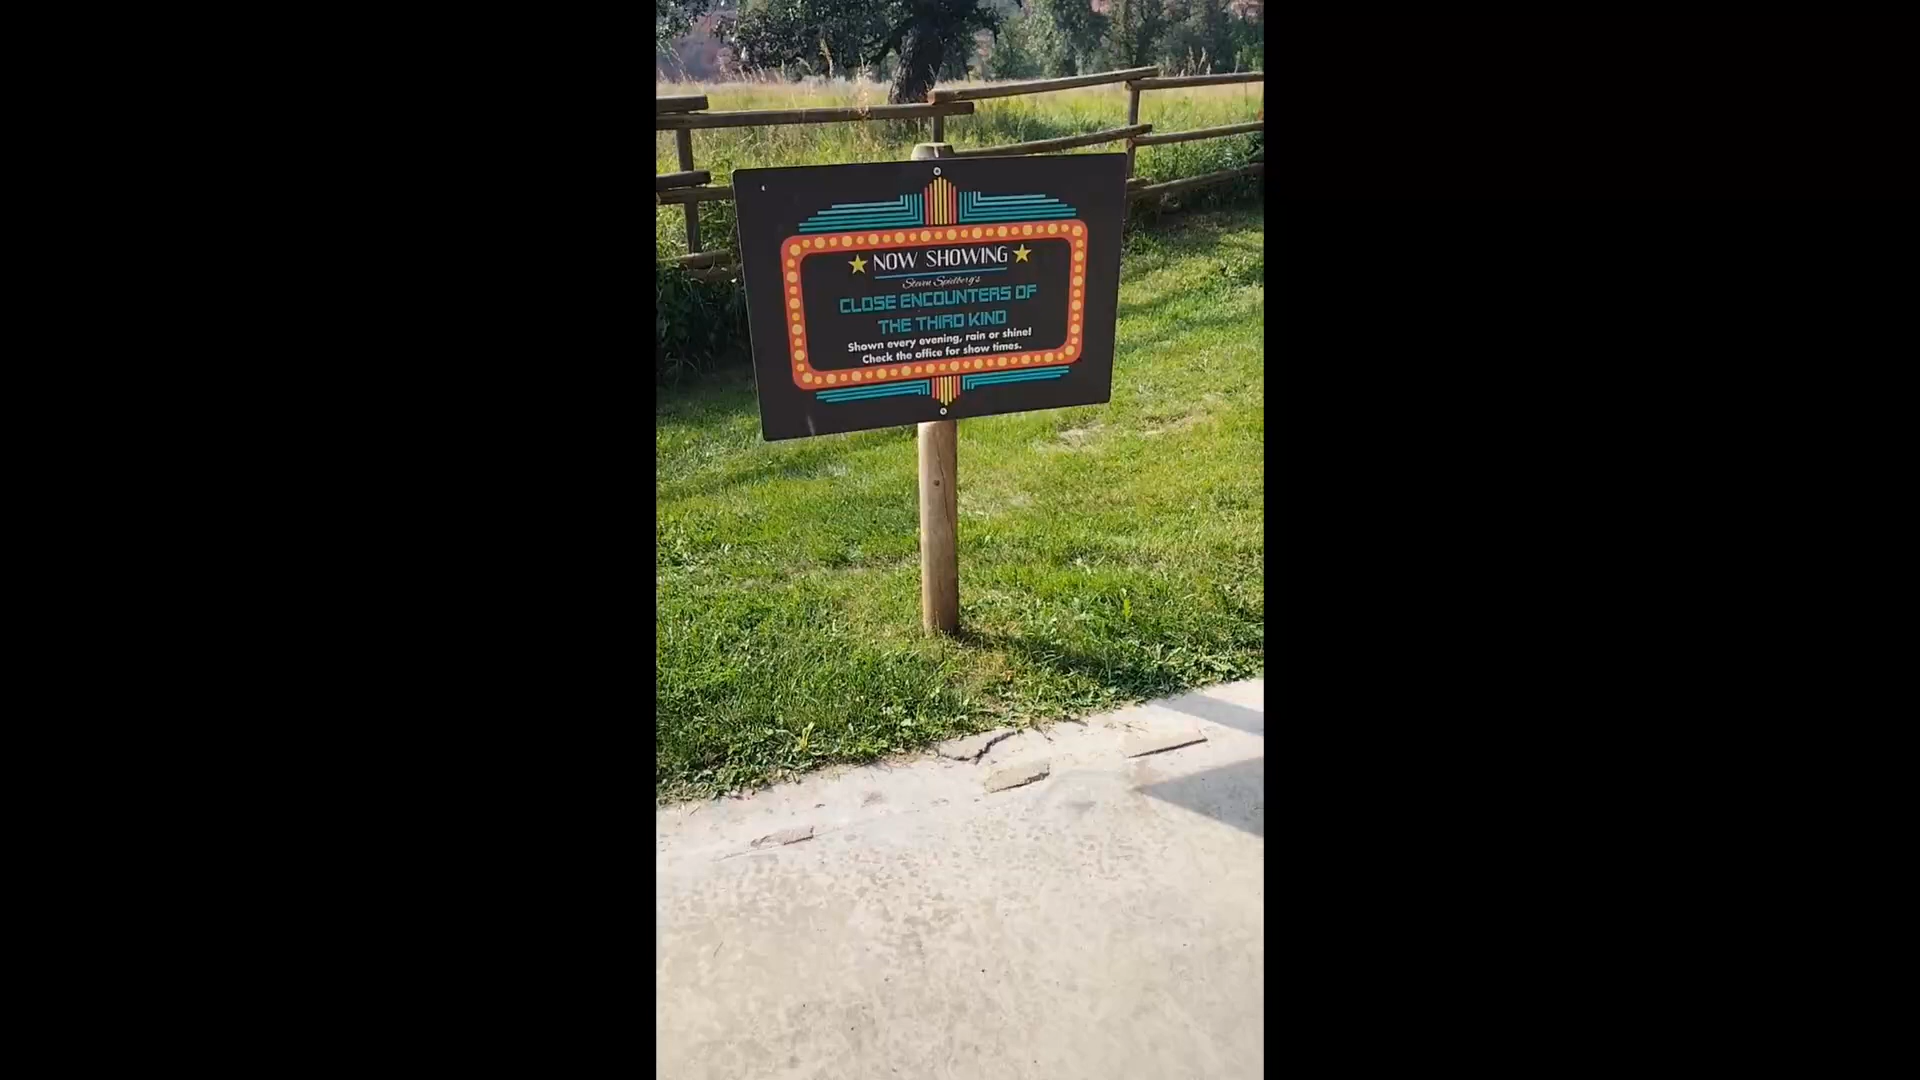 NOW SHOWING
Steven Spielberg's
CLOSE ENCOUNTERS OF
THE THIRD KIND
Shown every evening, rain or shine!
Check the office for show times.